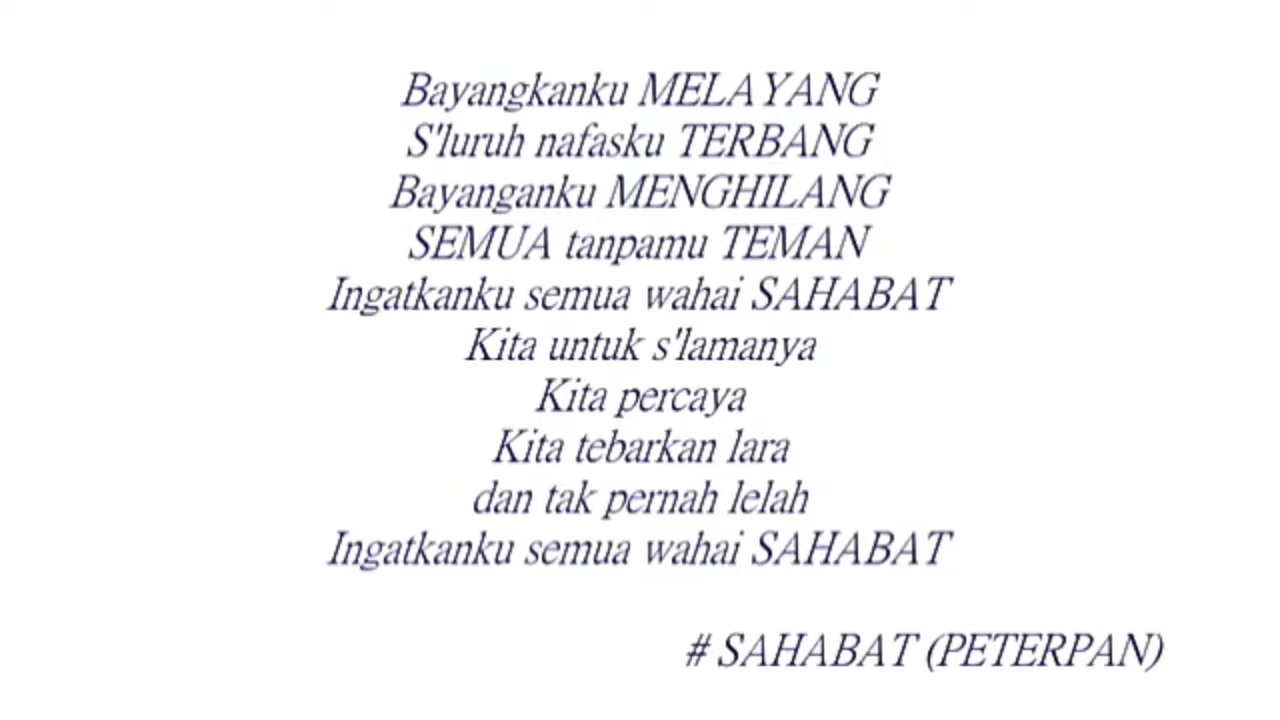 Bayangkanku MELAYANG
S'luruh nafasku TERBANG
Bayanganku MENGHILANG
SEMUA tanpamu TEMAN
Ingatkanku semua wahai SAHABAT
Kita untuk s'lamanya
Kita percaya
Kita tebarkan lara
dan tak pernah lelah
Ingatkanku semua wahai SAHABAT
# SAHABAT (PETERPAN)